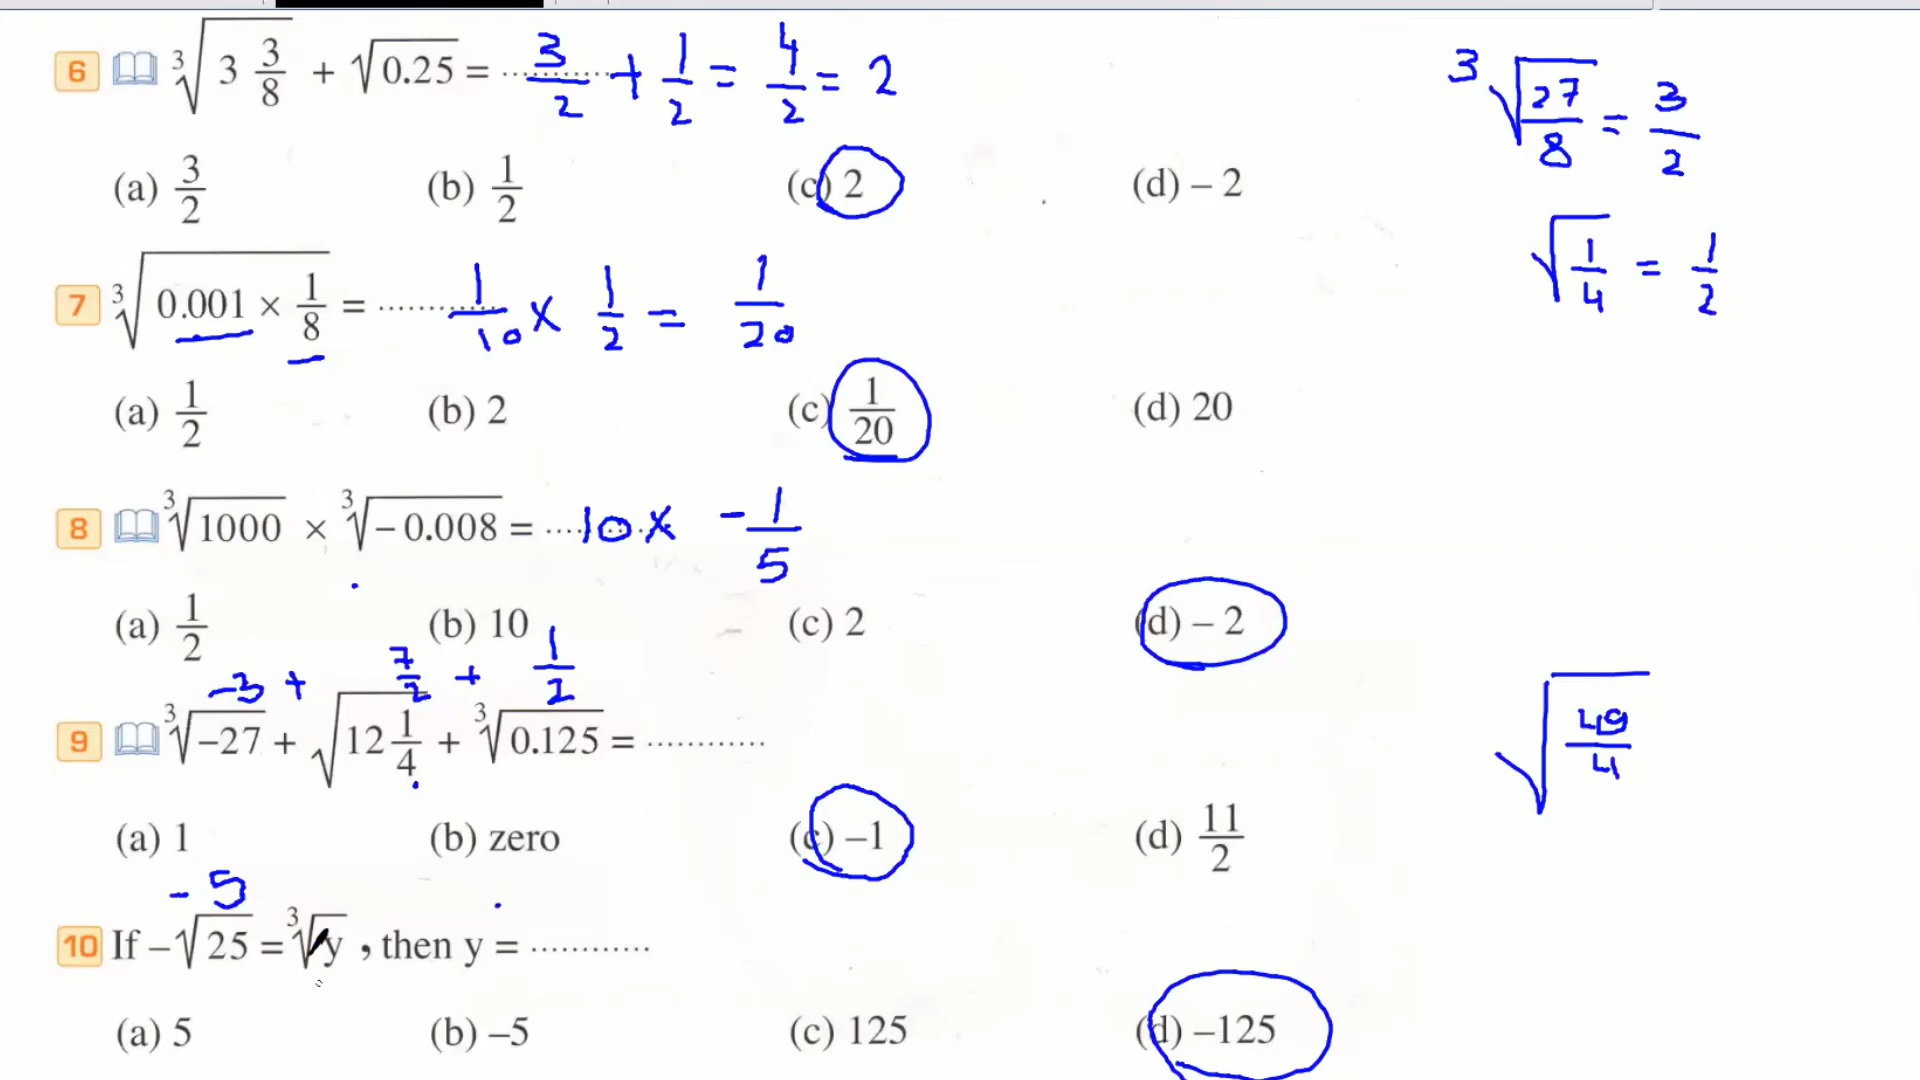 6 ∛(3 3/8) + √0.25 = ............ 3/2 + 1/2 = 4/2 = 2
∛(27/8) = 3/2
(a) 3/2 (b) 1/2 (c) 2 (d) – 2
√(1/4) = 1/2
7 ∛(0.001 × 1/8) = ............ 1/10 × 1/2 = 1/20
(a) 1/2 (b) 2 (c) 1/20 (d) 20
8 ∛1000 × ∛– 0.008 = ............ 10 × - 1/5
(a) 1/2 (b) 10 (c) 2 (d) – 2
-3 + 7/2 + 1/2
9 ∛–27 + √(12 1/4) + ∛0.125 = ............
√(49/4)
(a) 1 (b) zero (c) –1 (d) 11/2
- 5
10 If –√25 = ∛y , then y = ............
(a) 5 (b) –5 (c) 125 (d) –125